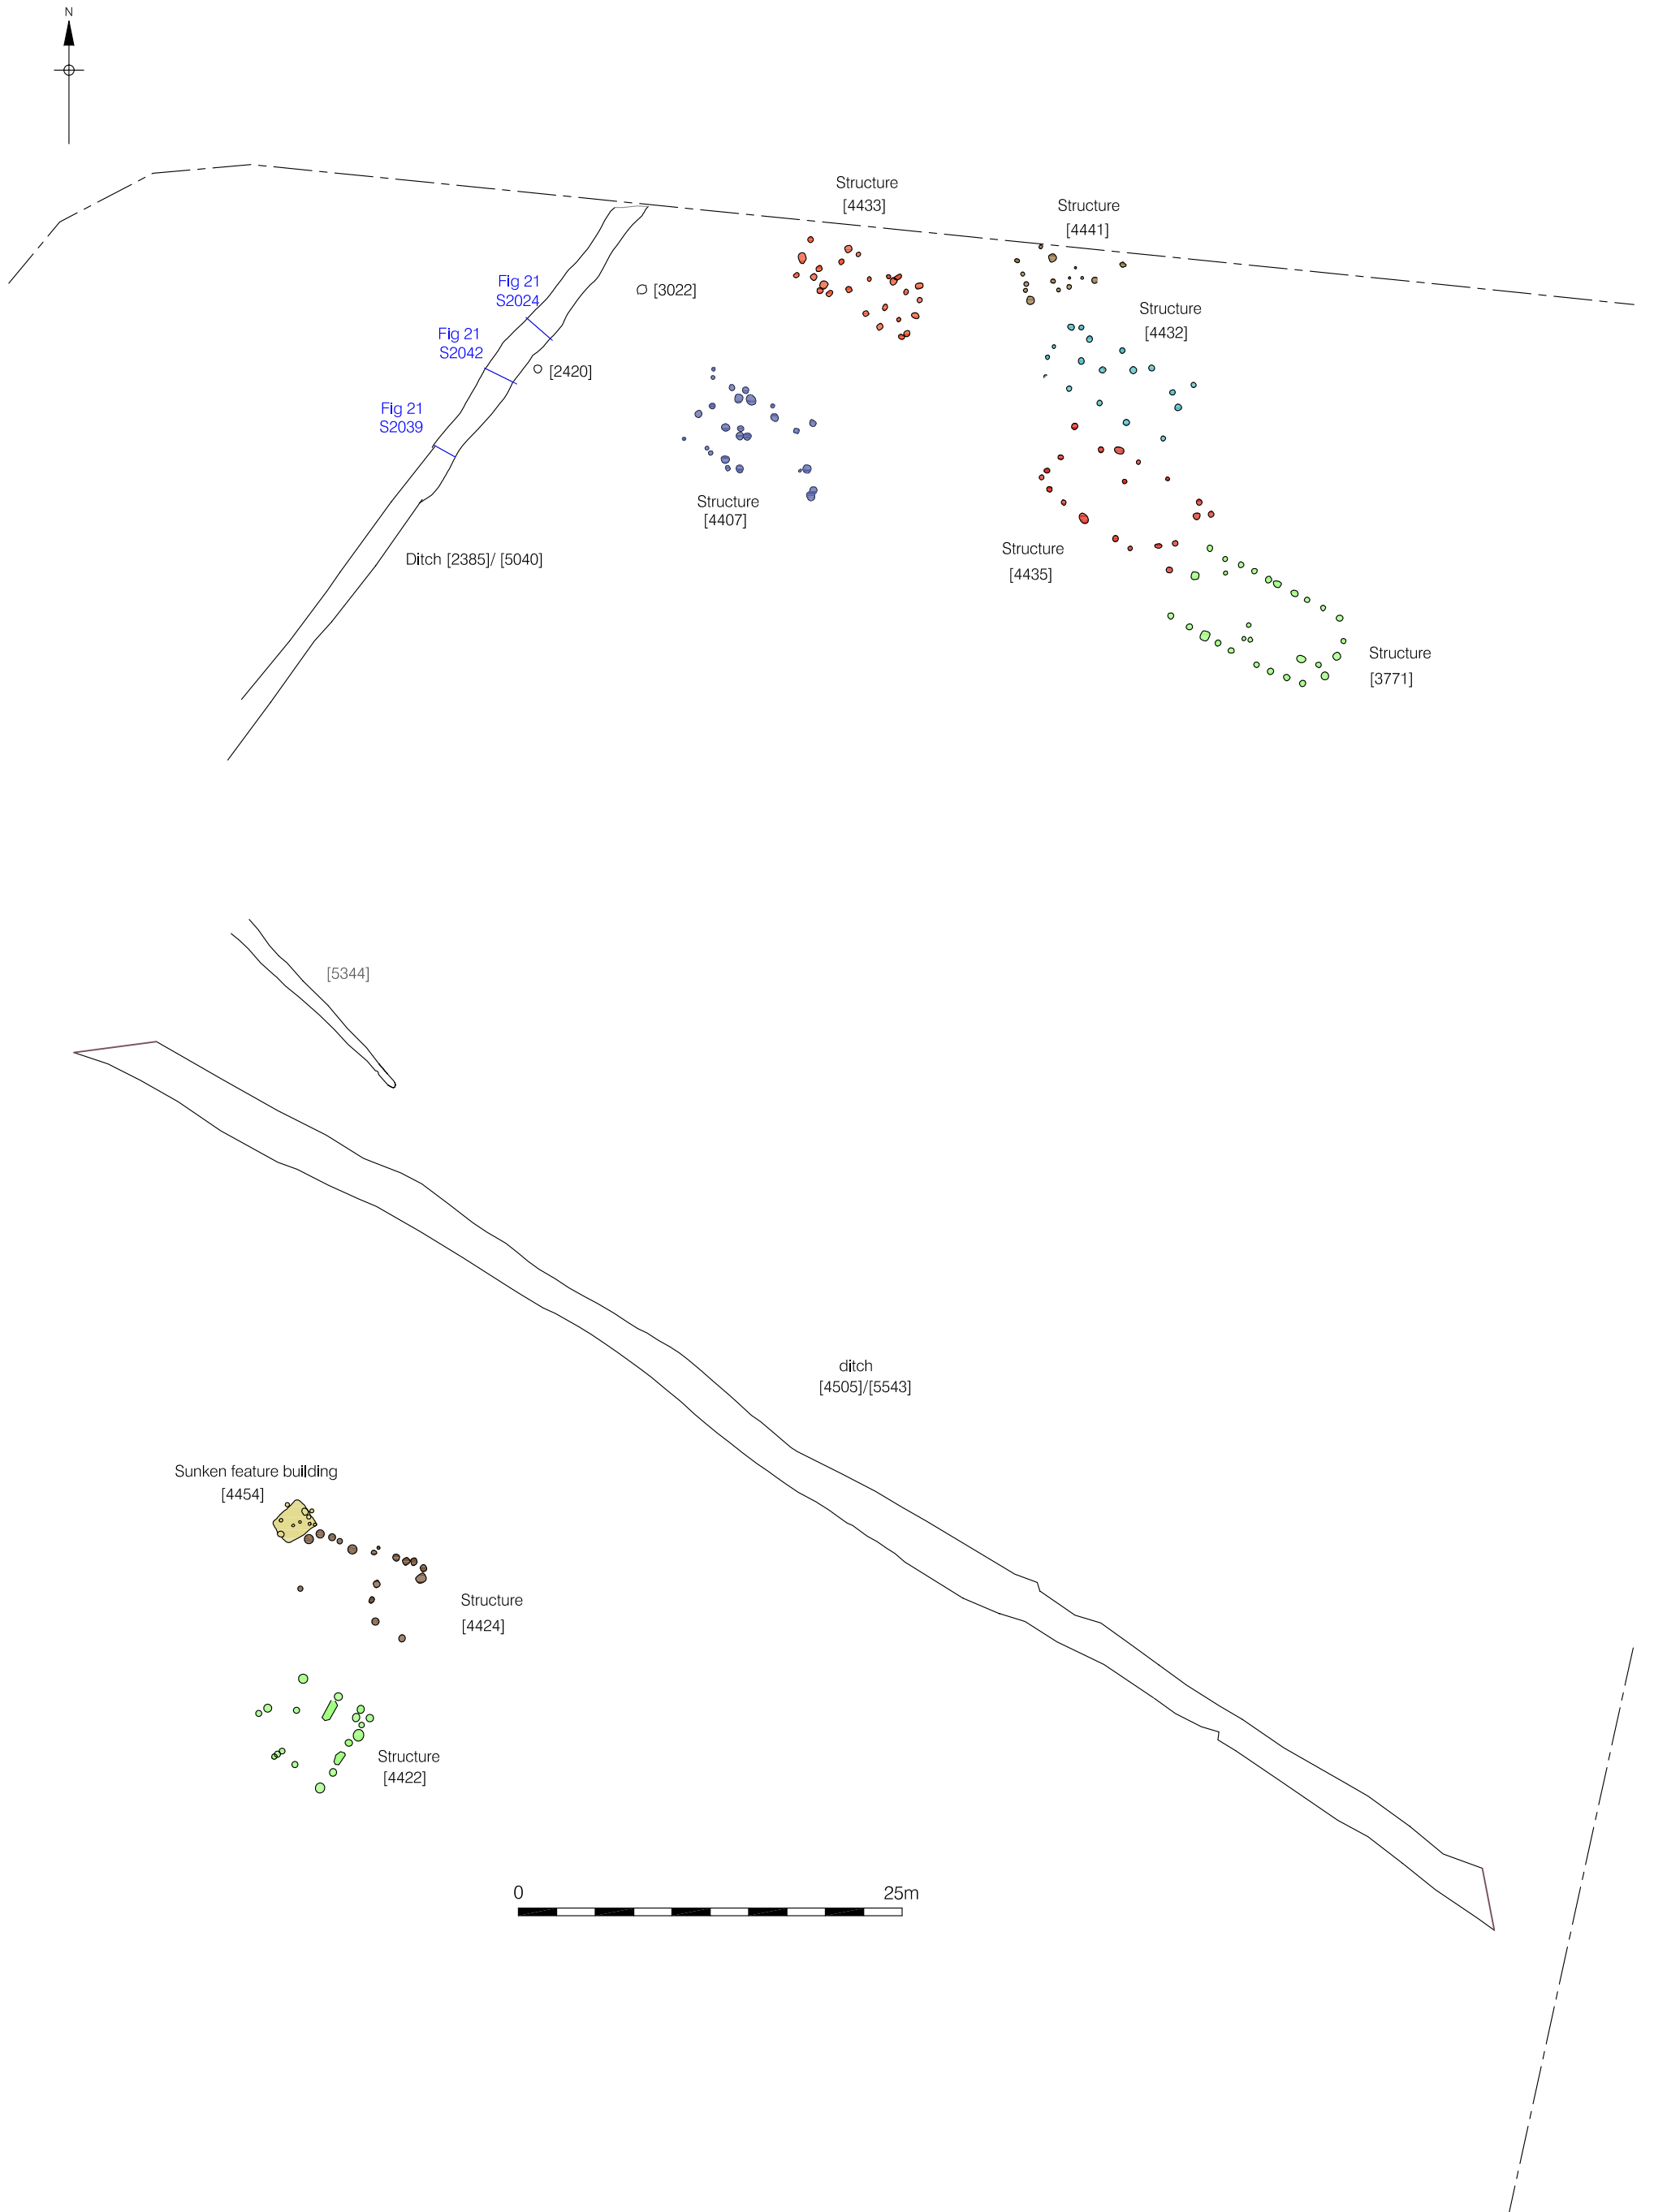 N
Structure
[4433]
Structure
[4441]
Fig 21
S2024
[3022]
Structure
[4432]
Fig 21
S2042
[2420]
Fig 21
S2039
Structure
[4407]
Ditch [2385]/ [5040]
Structure
[4435]
Structure
[3771]
[5344]
ditch
[4505]/[5543]
Sunken feature building
[4454]
Structure
[4424]
Structure
[4422]
0
25m